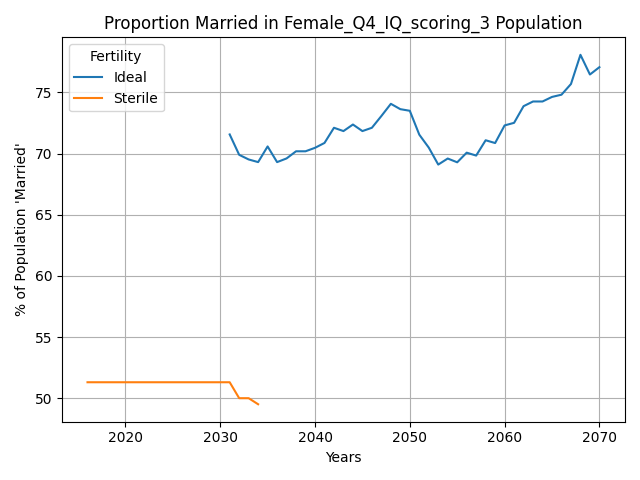 Proportion Married in Female_Q4_IQ_scoring_3 Population
Fertility
Ideal
Sterile
% of Population 'Married'
75
70
65
60
55
50
2020
2030
2040
2050
2060
2070
Years